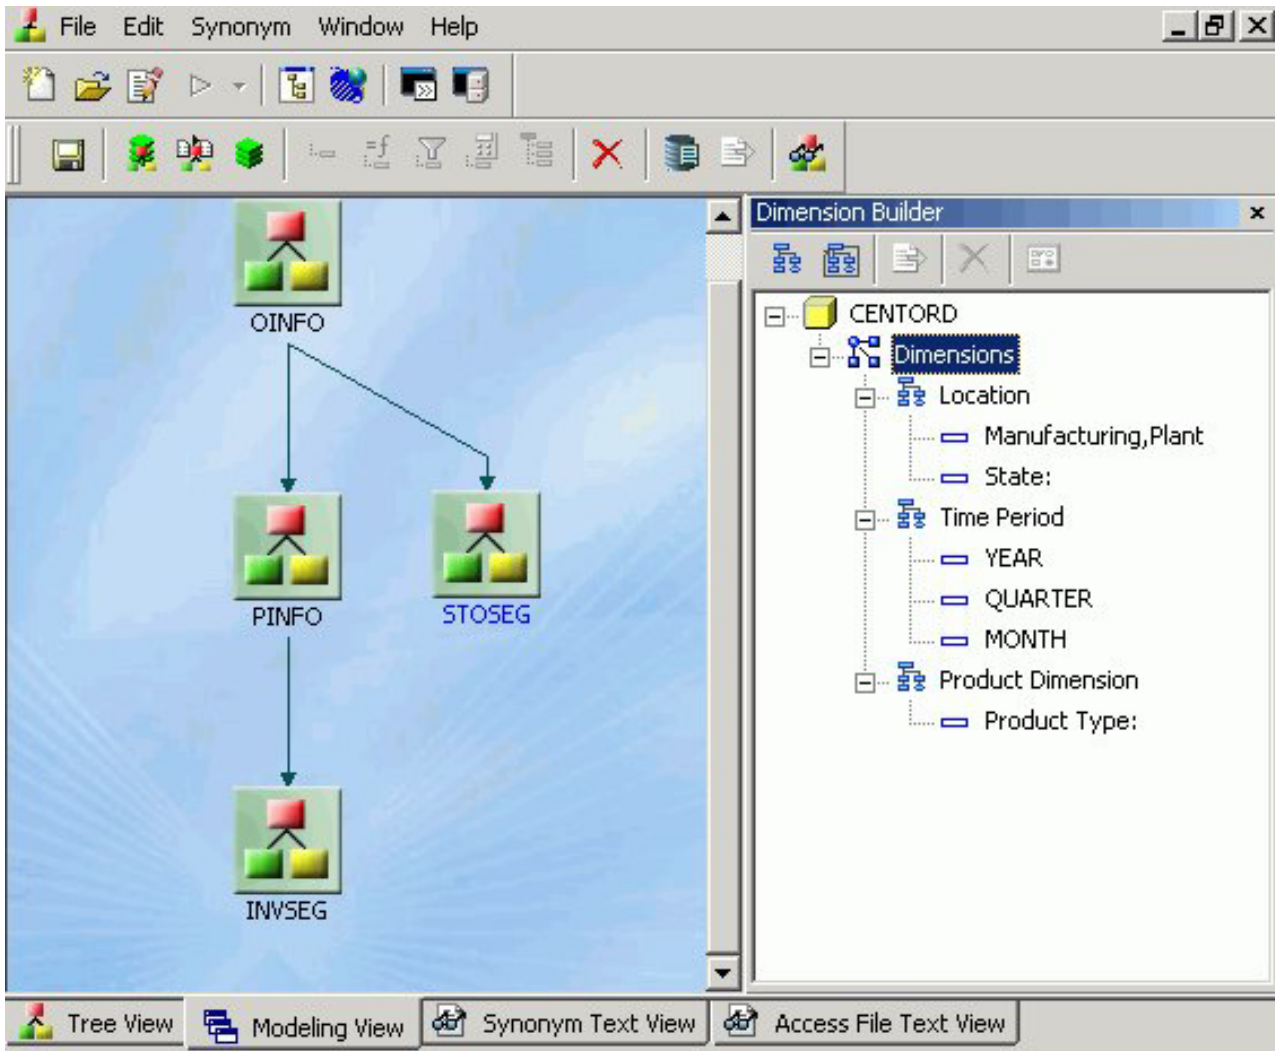 File Edit Synonym Window Help
OINFO
PINFO
STOSEG
INVSEG
Dimension Builder
CENTORD
Dimensions
Location
Manufacturing,Plant
State:
Time Period
YEAR
QUARTER
MONTH
Product Dimension
Product Type:
Tree View Modeling View Synonym Text View Access File Text View